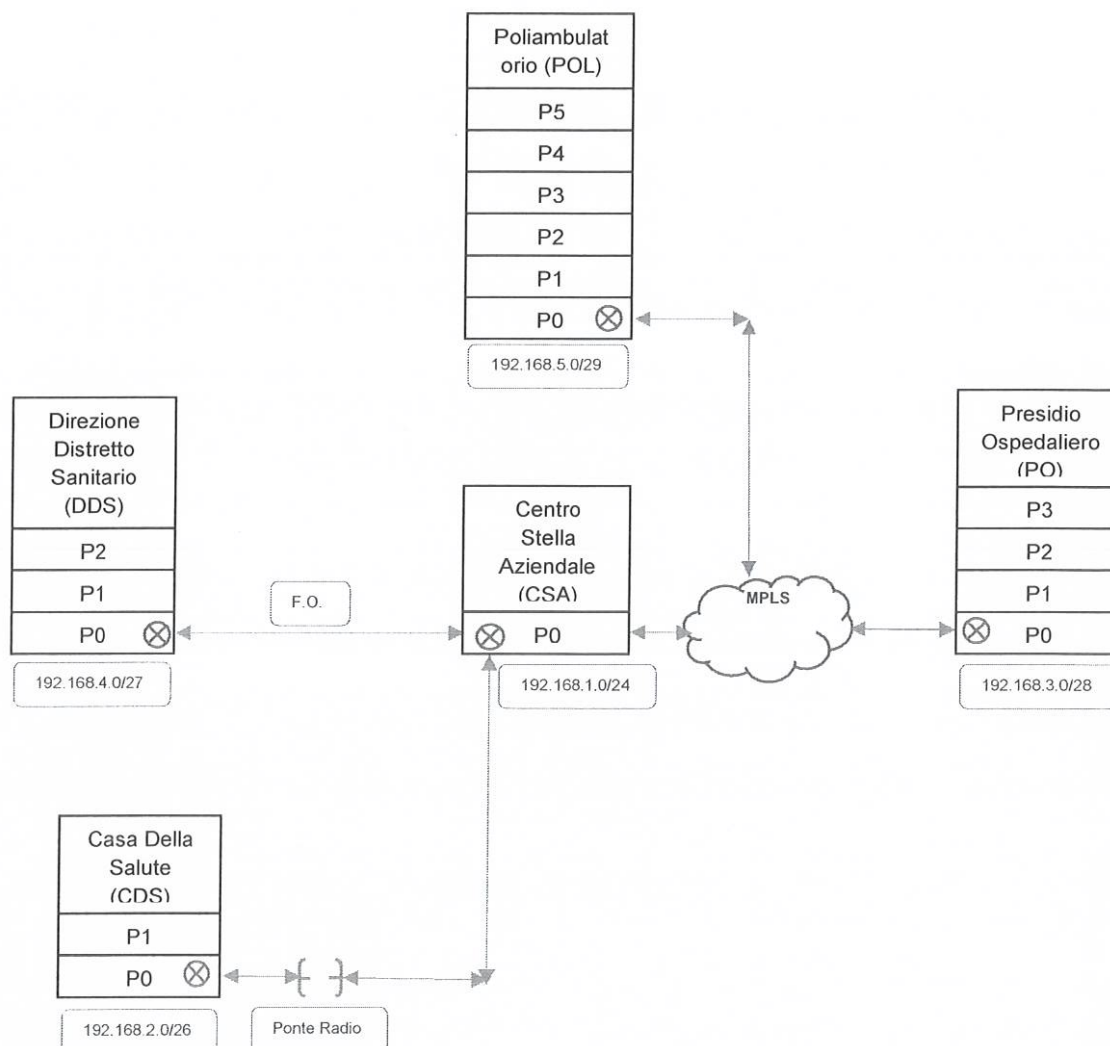 Poliambulat
orio (POL)
P5
P4
P3
P2
P1
P0
192.168.5.0/29
Direzione
Distretto
Sanitario
(DDS)
P2
P1
P0
192.168.4.0/27
F.O.
Centro
Stella
Aziendale
(CSA)
P0
192.168.1.0/24
MPLS
Presidio
Ospedaliero
(PO)
P3
P2
P1
P0
192.168.3.0/28
Casa Della
Salute
(CDS)
P1
P0
192.168.2.0/26
Ponte Radio